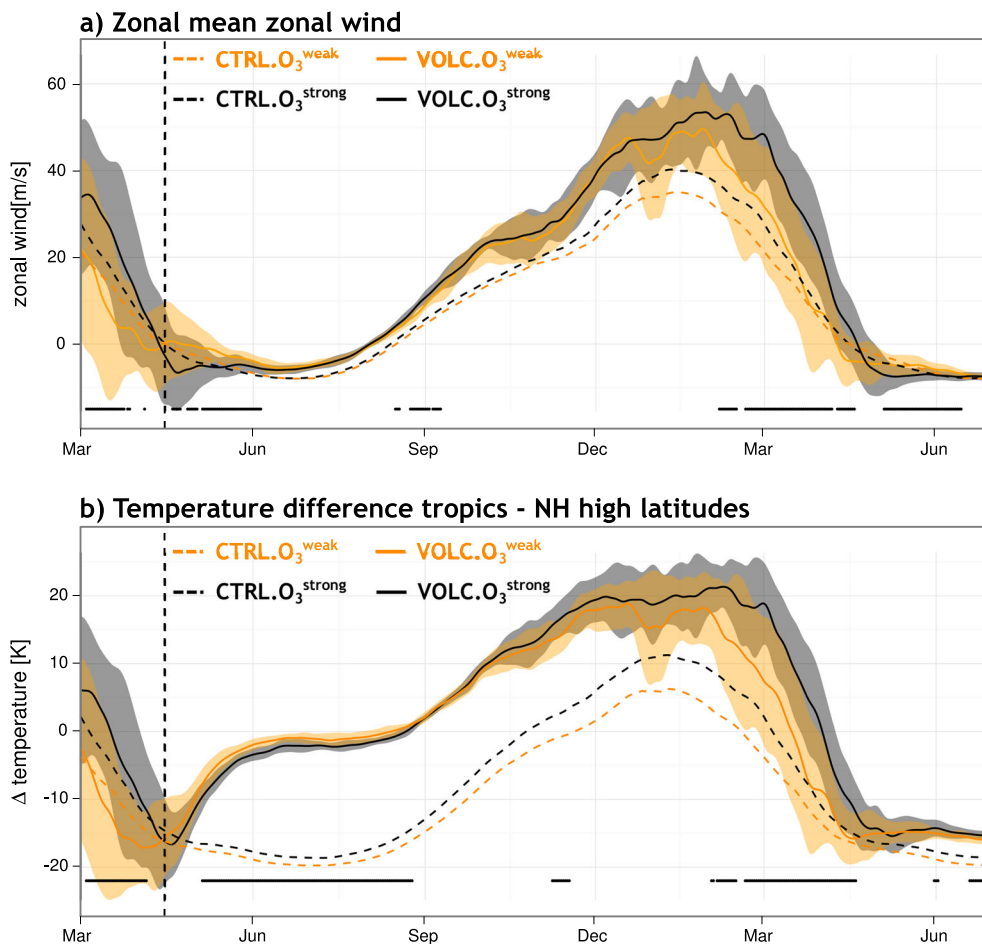 a) Zonal mean zonal wind
CTRL.O3weak VOLC.O3weak
CTRL.O3strong VOLC.O3strong
60
40
20
0
zonal wind[m/s]
Mar Jun Sep Dec Mar Jun
b) Temperature difference tropics - NH high latitudes
CTRL.O3weak VOLC.O3weak
CTRL.O3strong VOLC.O3strong
20
10
0
-10
-20
Δ temperature [K]
Mar Jun Sep Dec Mar Jun